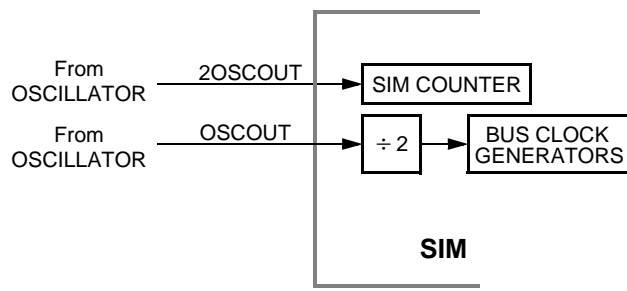 From
OSCILLATOR
2OSCOUT
SIM COUNTER
From
OSCILLATOR
OSCOUT
÷ 2
BUS CLOCK
GENERATORS
SIM